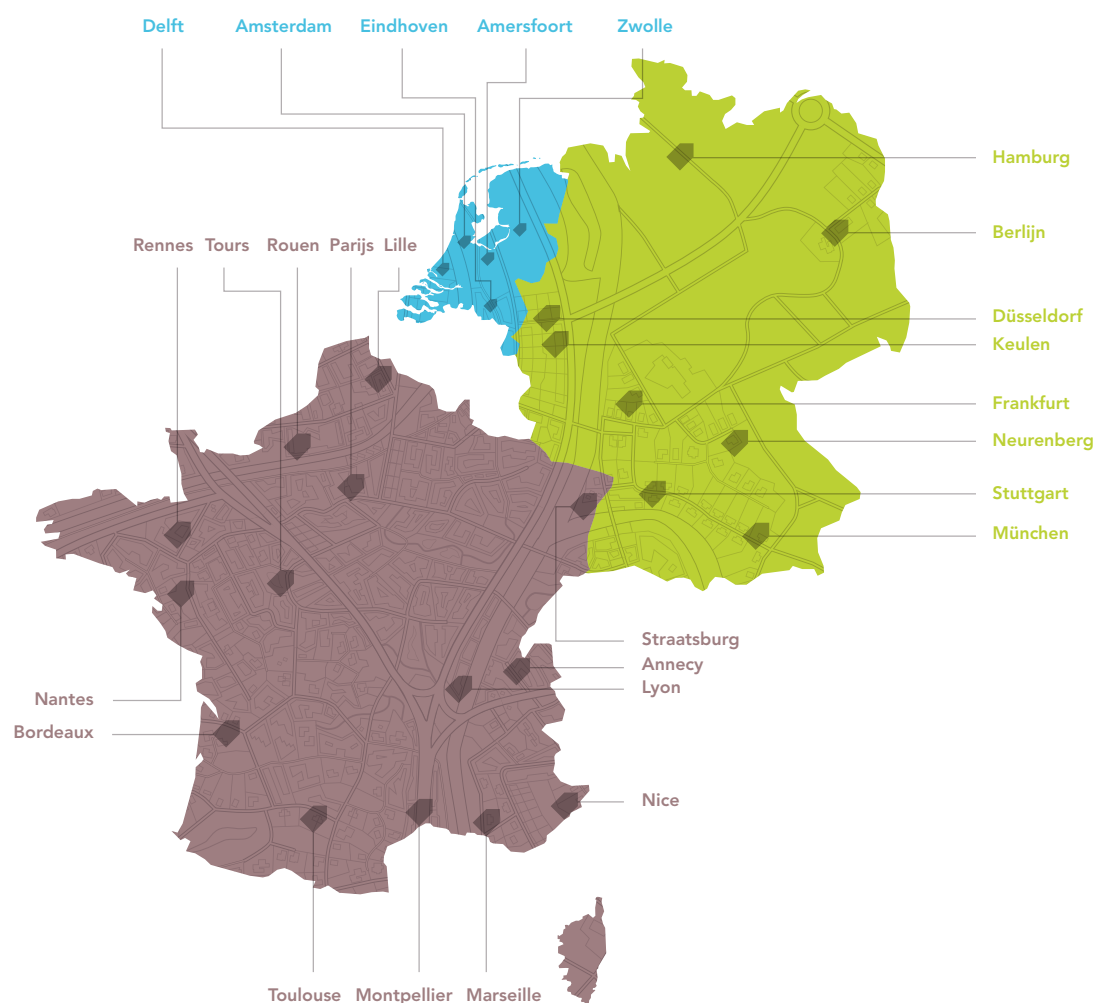 Delft Amsterdam Eindhoven Amersfoort Zwolle
Hamburg
Berlijn
Rennes Tours Rouen Parijs Lille
Düsseldorf
Keulen
Frankfurt
Neurenberg
Stuttgart
München
Straatsburg
Annecy
Lyon
Nantes
Bordeaux
Nice
Toulouse Montpellier Marseille